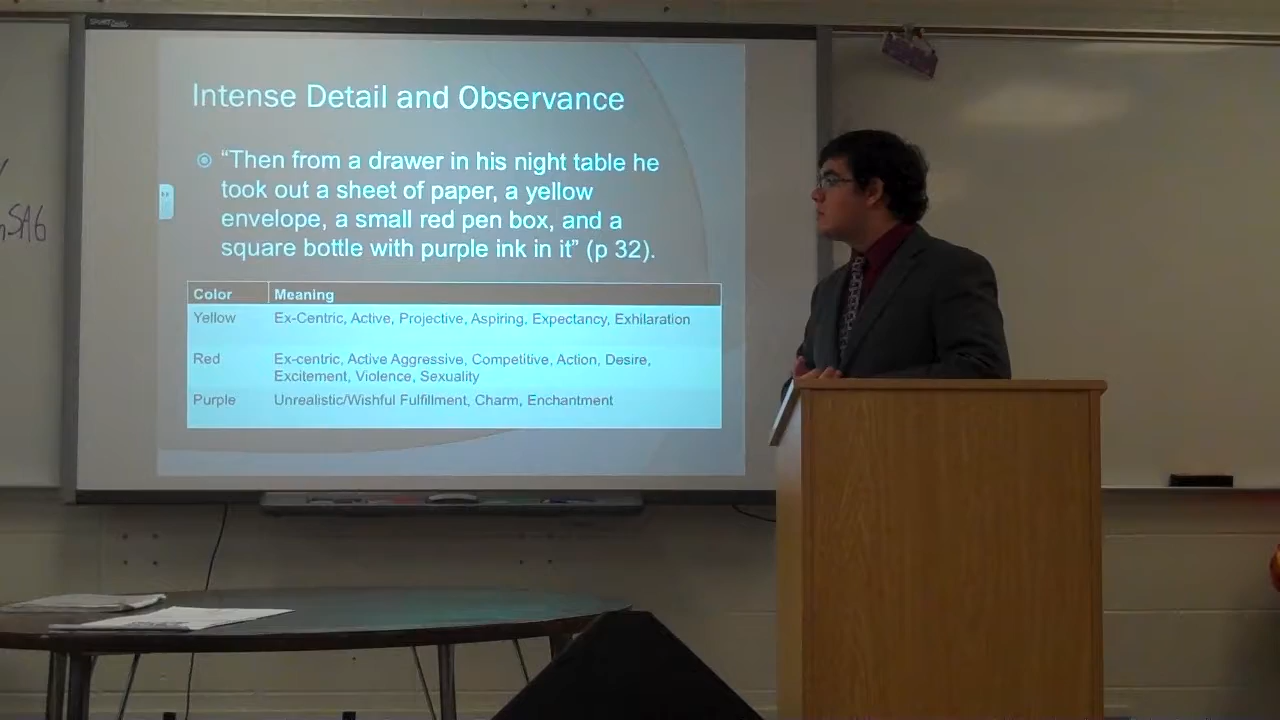 Intense Detail and Observance
“Then from a drawer in his night table he
took out a sheet of paper, a yellow
envelope, a small red pen box, and a
square bottle with purple ink in it” (p 32).
Color Meaning
Yellow Ex-Centric, Active, Projective, Aspiring, Expectancy, Exhilaration
Red Ex-centric, Active Aggressive, Competitive, Action, Desire,
Excitement, Violence, Sexuality
Purple Unrealistic/Wishful Fulfillment, Charm, Enchantment